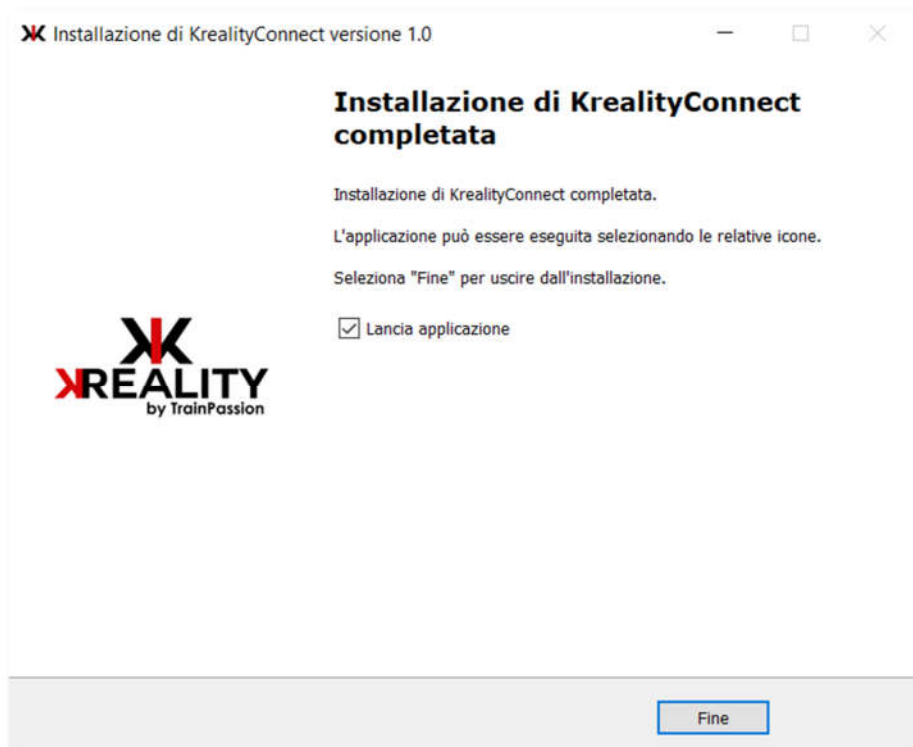 Installazione di KrealityConnect versione 1.0
Installazione di KrealityConnect
completata
Installazione di KrealityConnect completata.
L'applicazione può essere eseguita selezionando le relative icone.
Seleziona "Fine" per uscire dall'installazione.
Lancia applicazione
KREALITY
by TrainPassion
Fine